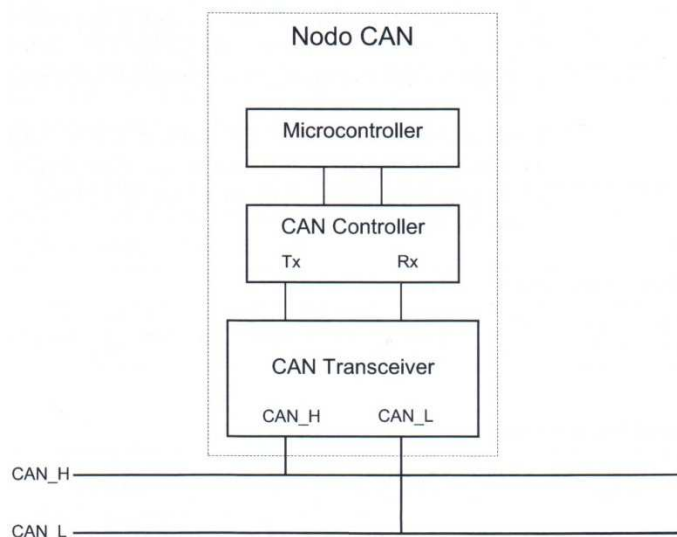 Nodo CAN
Microcontroller
CAN Controller
Tx Rx
CAN Transceiver
CAN_H CAN_L
CAN_H
CAN_L